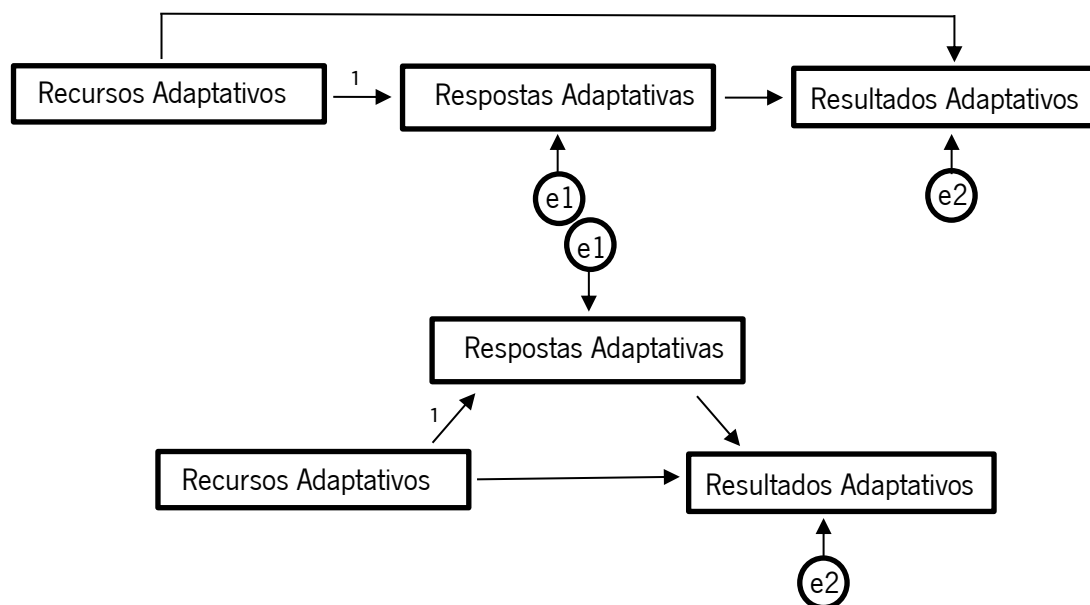 Recursos Adaptativos
1
Respostas Adaptativas
Resultados Adaptativos
e1
e2
e1
Respostas Adaptativas
1
Recursos Adaptativos
Resultados Adaptativos
e2